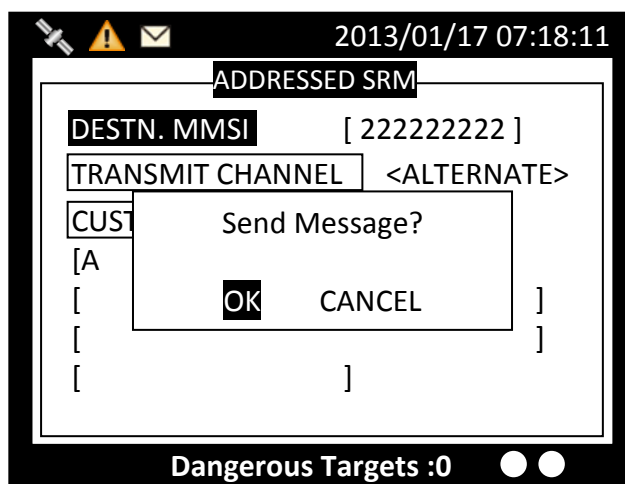 2013/01/17 07:18:11
ADDRESSED SRM
DESTN. MMSI [ 222222222 ]
TRANSMIT CHANNEL <ALTERNATE>
CUST
Send Message?
[A
[ OK CANCEL ]
[ ]
[ ]
Dangerous Targets :0